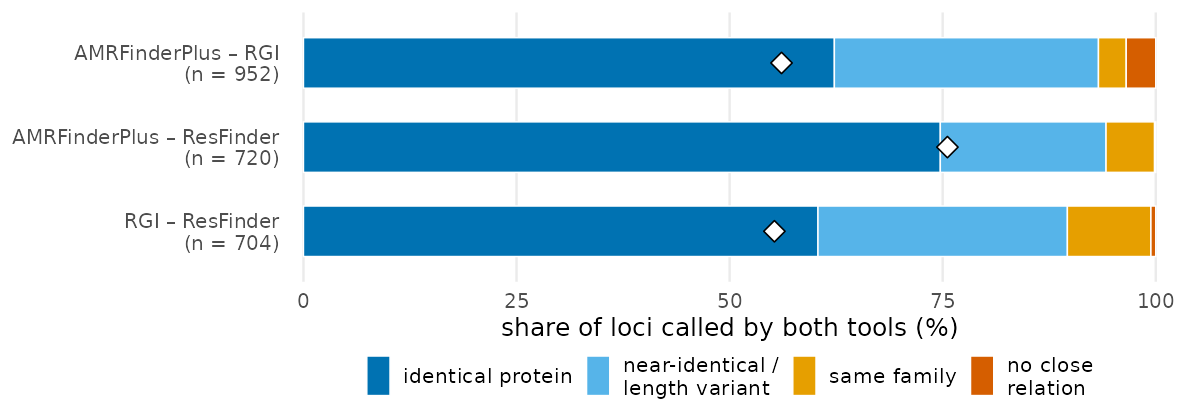 AMRFinderPlus – RGI
(n = 952)
AMRFinderPlus – ResFinder
(n = 720)
RGI – ResFinder
(n = 704)
0 25 50 75 100
share of loci called by both tools (%)
identical protein
near-identical /
length variant
same family
no close
relation